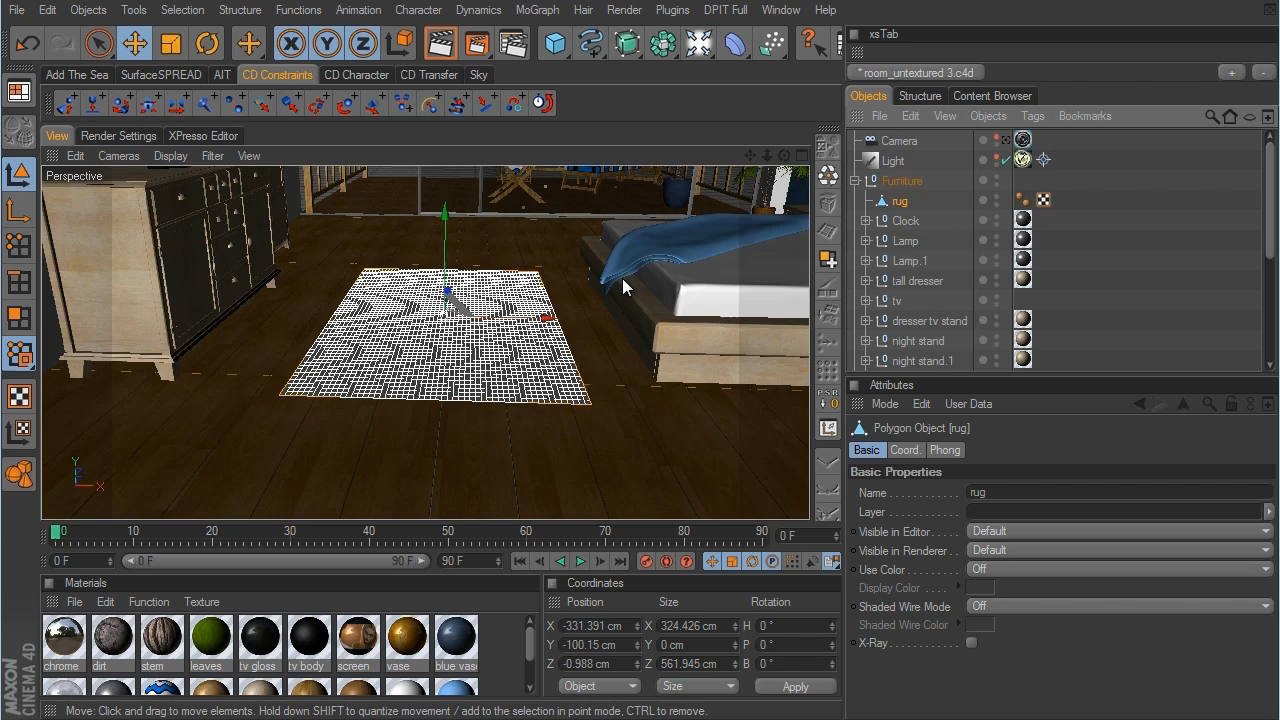 File Edit Objects Tools Selection Structure Functions Animation Character Dynamics MoGraph Hair Render Plugins DPIT Full Window Help
Add The Sea SurfaceSPREAD AIT CD Constraints CD Character CD Transfer Sky
View Render Settings XPresso Editor
Edit Cameras Display Filter View
Perspective
Y
Z
X
0 10 20 30 40 50 60 70 80 90 0 F
0 F 0 F 90 F 90 F
Materials
File Edit Function Texture
chrome dirt stem leaves tv gloss tv body screen vase blue vase
Coordinates
Position Size Rotation
X -331.391 cm X 324.426 cm H 0 °
Y -100.15 cm Y 0 cm P 0 °
Z -0.988 cm Z 561.945 cm B 0 °
Object Size Apply
Move: Click and drag to move elements. Hold down SHIFT to quantize movement / add to the selection in point mode, CTRL to remove.
MAXON
CINEMA 4D
P S R
0
xsTab
* room_untextured 3.c4d + -
Objects Structure Content Browser
File Edit View Objects Tags Bookmarks
Camera
Light
Furniture
rug
Clock
Lamp
Lamp.1
tall dresser
tv
dresser tv stand
night stand
night stand.1
Attributes
Mode Edit User Data
Polygon Object [rug]
Basic Coord. Phong
Basic Properties
Name . . . . . . . . . . . rug
Layer . . . . . . . . . . .
Visible in Editor . . . Default
Visible in Renderer . . Default
Use Color . . . . . . . Off
Display Color . . . .
Shaded Wire Mode Off
Shaded Wire Color . .
X-Ray . . . . . . . . . .